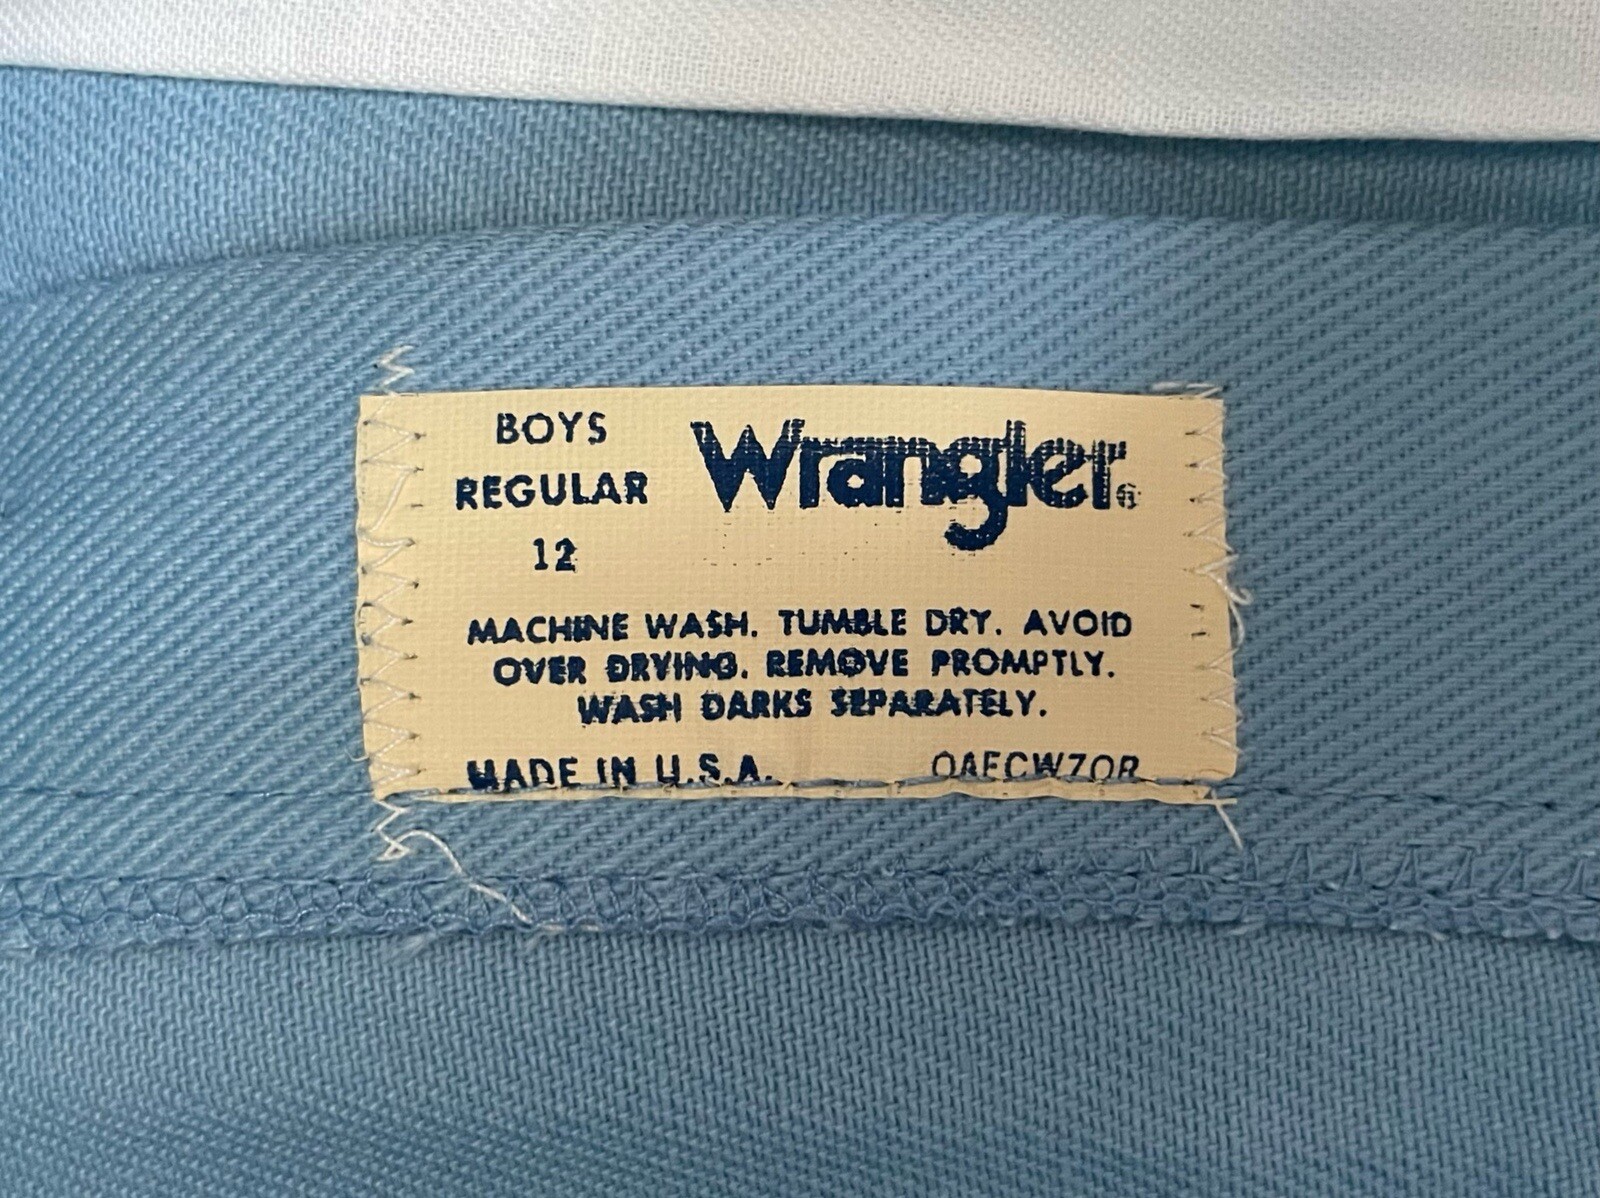 BOYS
REGULAR
12
Wrangler®
MACHINE WASH. TUMBLE DRY. AVOID
OVER DRYING. REMOVE PROMPTLY.
WASH DARKS SEPARATELY.
MADE IN U.S.A.